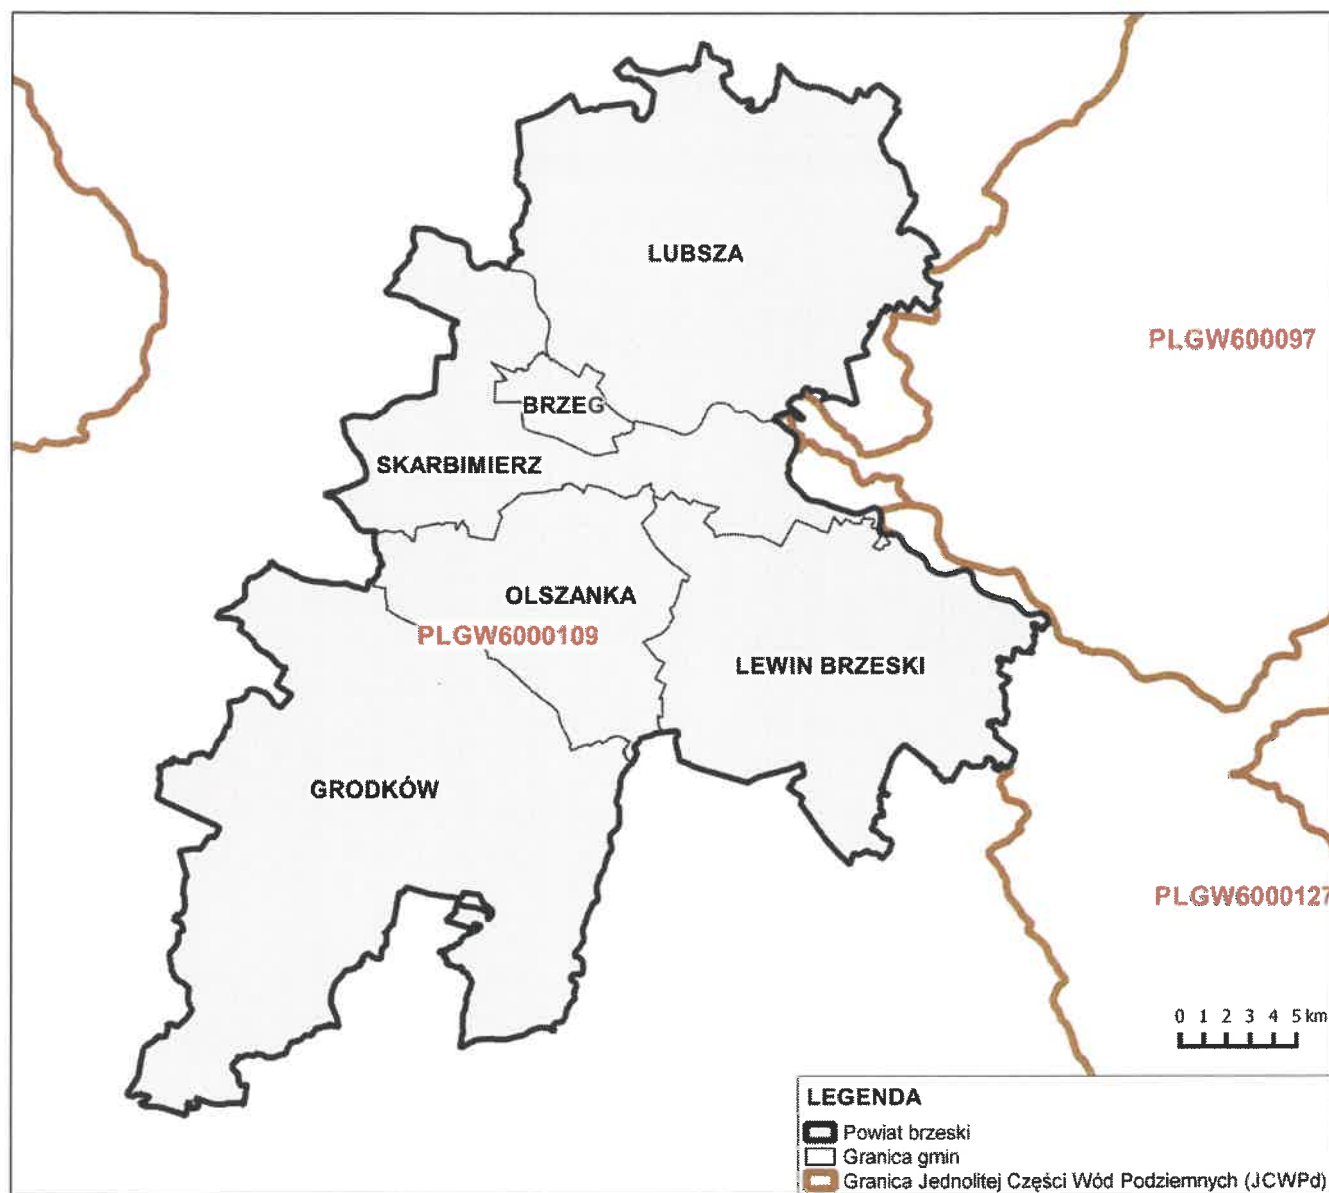 LUBSZA
PLGW600097
BRZEG
SKARBIMIERZ
OLSZANKA
PLGW6000109
LEWIN BRZESKI
GRODKÓW
PLGW6000127
0 1 2 3 4 5 km
LEGENDA
Powiat brzeski
Granica gmin
Granica Jednolitej Części Wód Podziemnych (JCWPd)